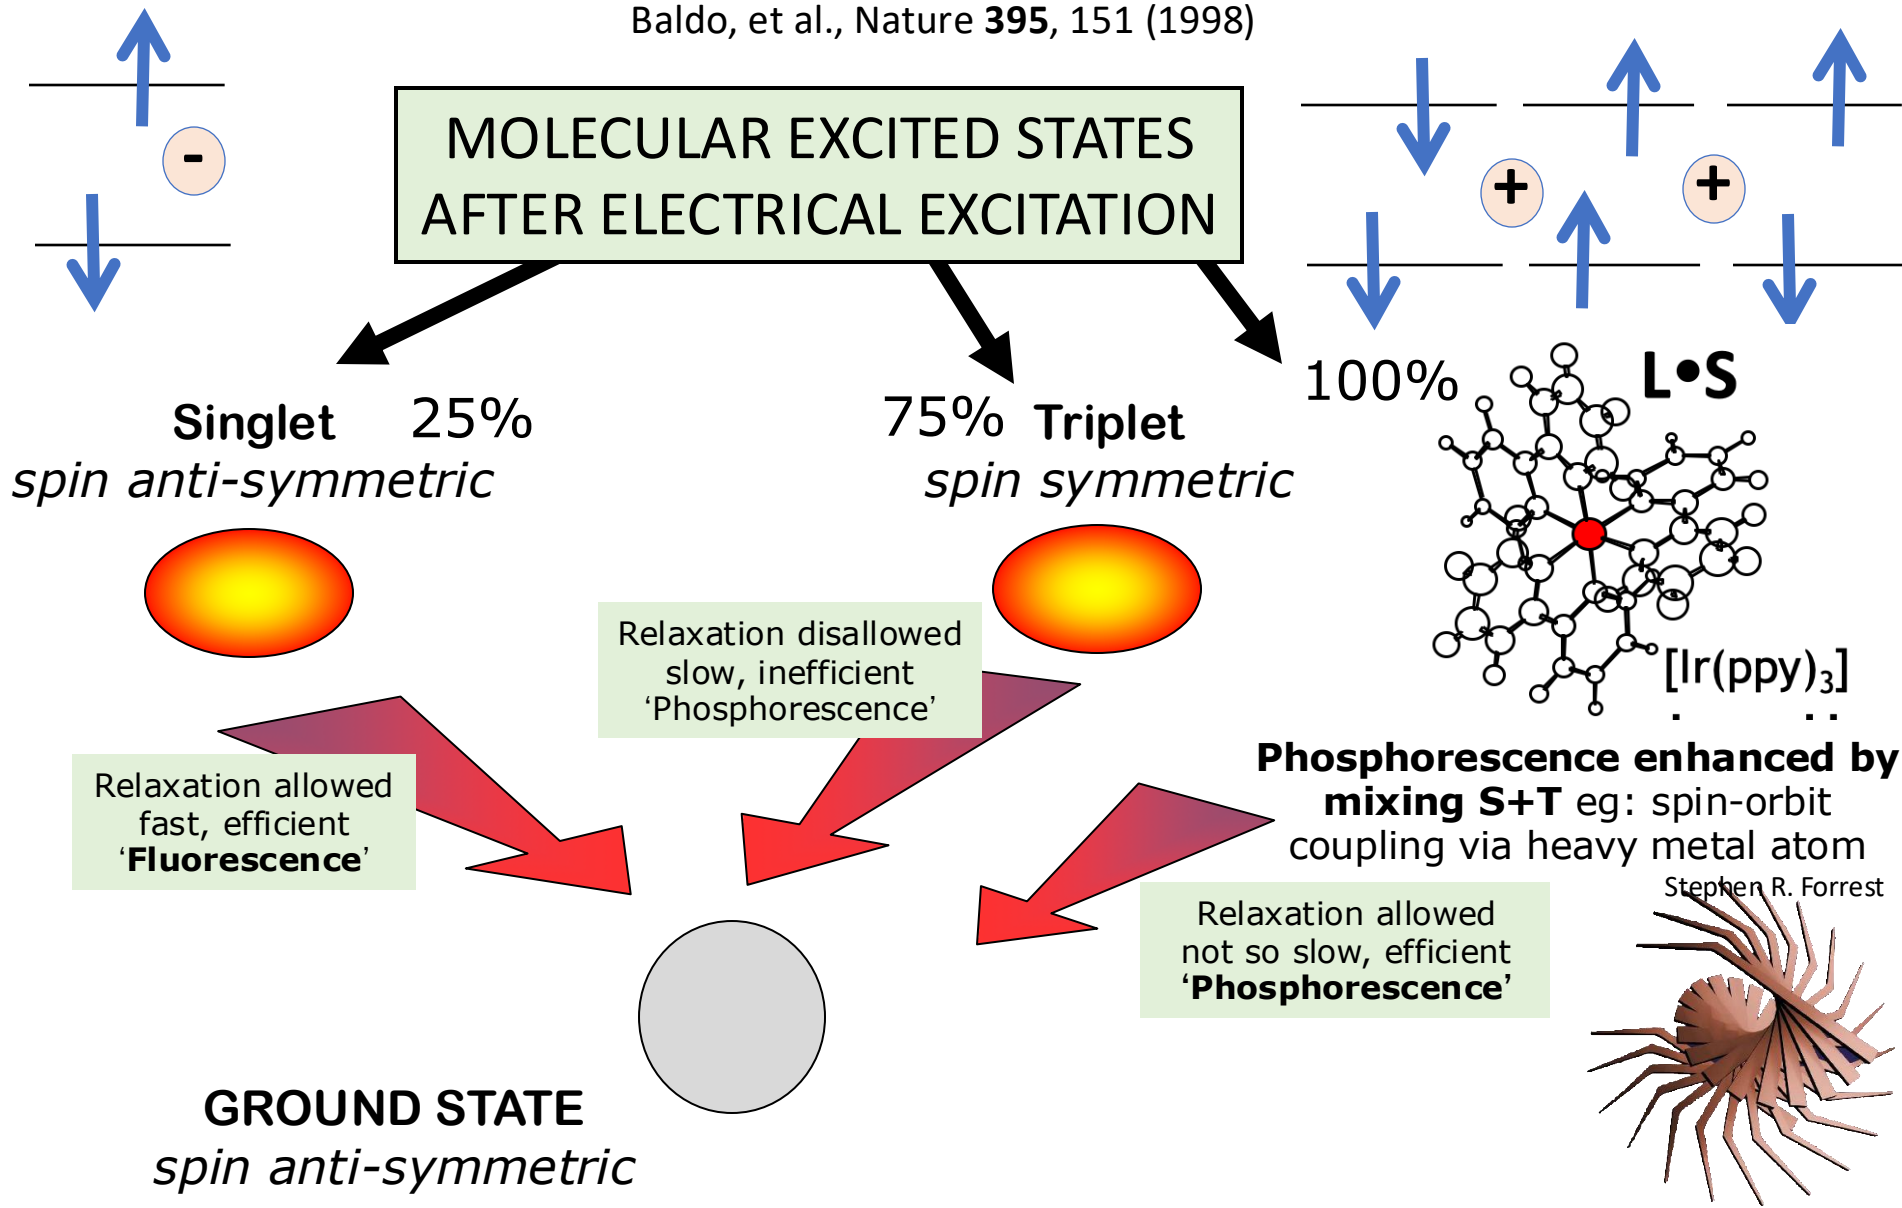 Baldo, et al., Nature 395, 151 (1998)
MOLECULAR EXCITED STATES
AFTER ELECTRICAL EXCITATION
-
+
+
Singlet 25%
spin anti-symmetric
75% Triplet
spin symmetric
100%
L•S
[Ir(ppy)3]
Relaxation disallowed
slow, inefficient
‘Phosphorescence’
Relaxation allowed
fast, efficient
‘Fluorescence’
Phosphorescence enhanced by
mixing S+T eg: spin-orbit
coupling via heavy metal atom
Stephen R. Forrest
Relaxation allowed
not so slow, efficient
‘Phosphorescence’
GROUND STATE
spin anti-symmetric